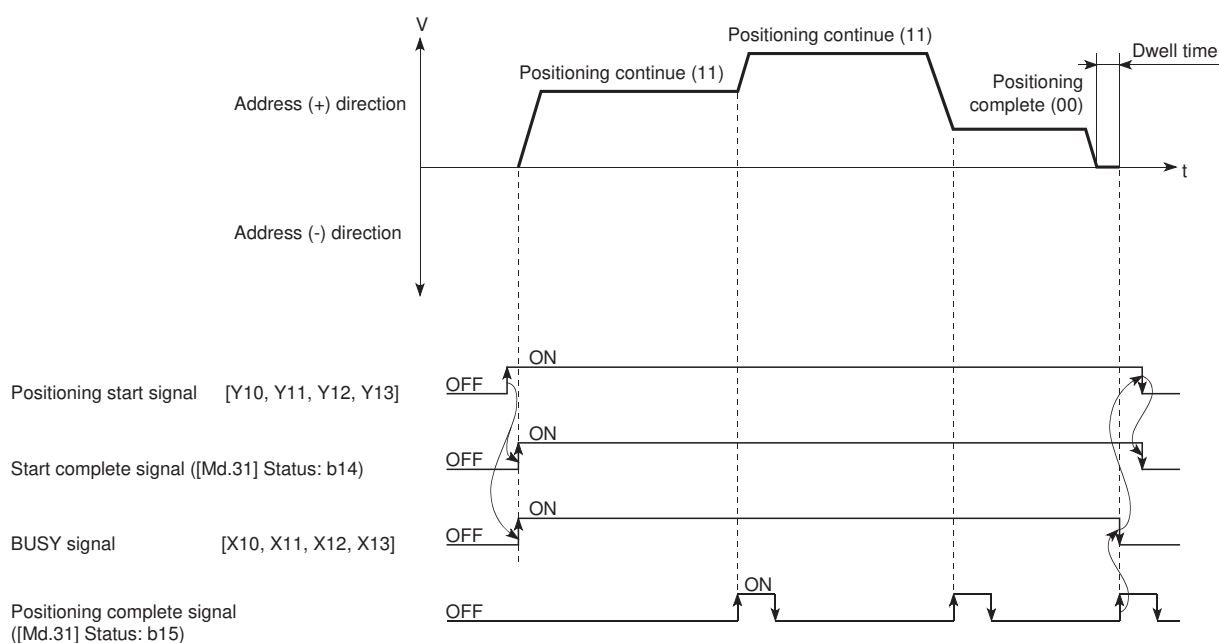 V
Positioning continue (11)
Dwell time
Positioning continue (11)
Positioning
complete (00)
Address (+) direction
t
Address (-) direction
ON
Positioning start signal [Y10, Y11, Y12, Y13] OFF
ON
Start complete signal ([Md.31] Status: b14) OFF
ON
BUSY signal [X10, X11, X12, X13] OFF
ON
Positioning complete signal OFF
([Md.31] Status: b15)